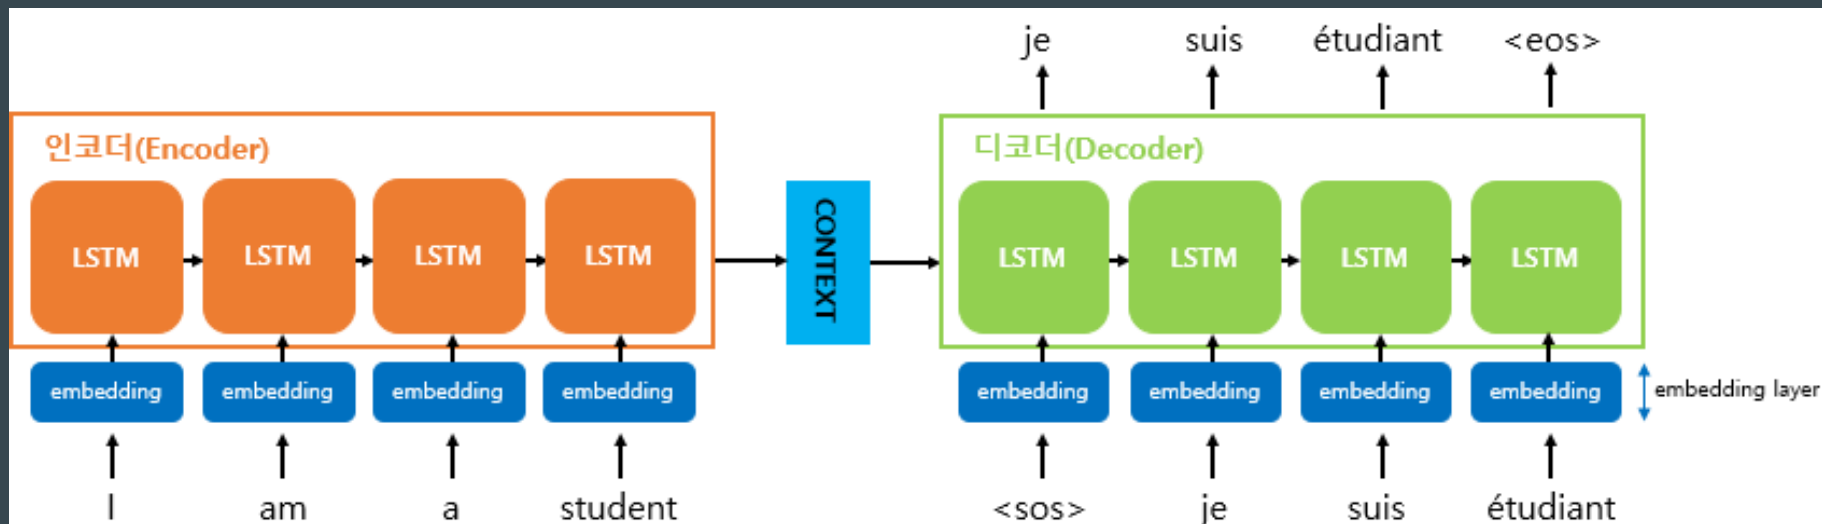 je suis étudiant <eos>
인코더(Encoder)
디코더(Decoder)
LSTM LSTM LSTM LSTM
CONTEXT
LSTM LSTM LSTM LSTM
embedding embedding embedding embedding
embedding embedding embedding embedding
embedding layer
I am a student
<sos> je suis étudiant